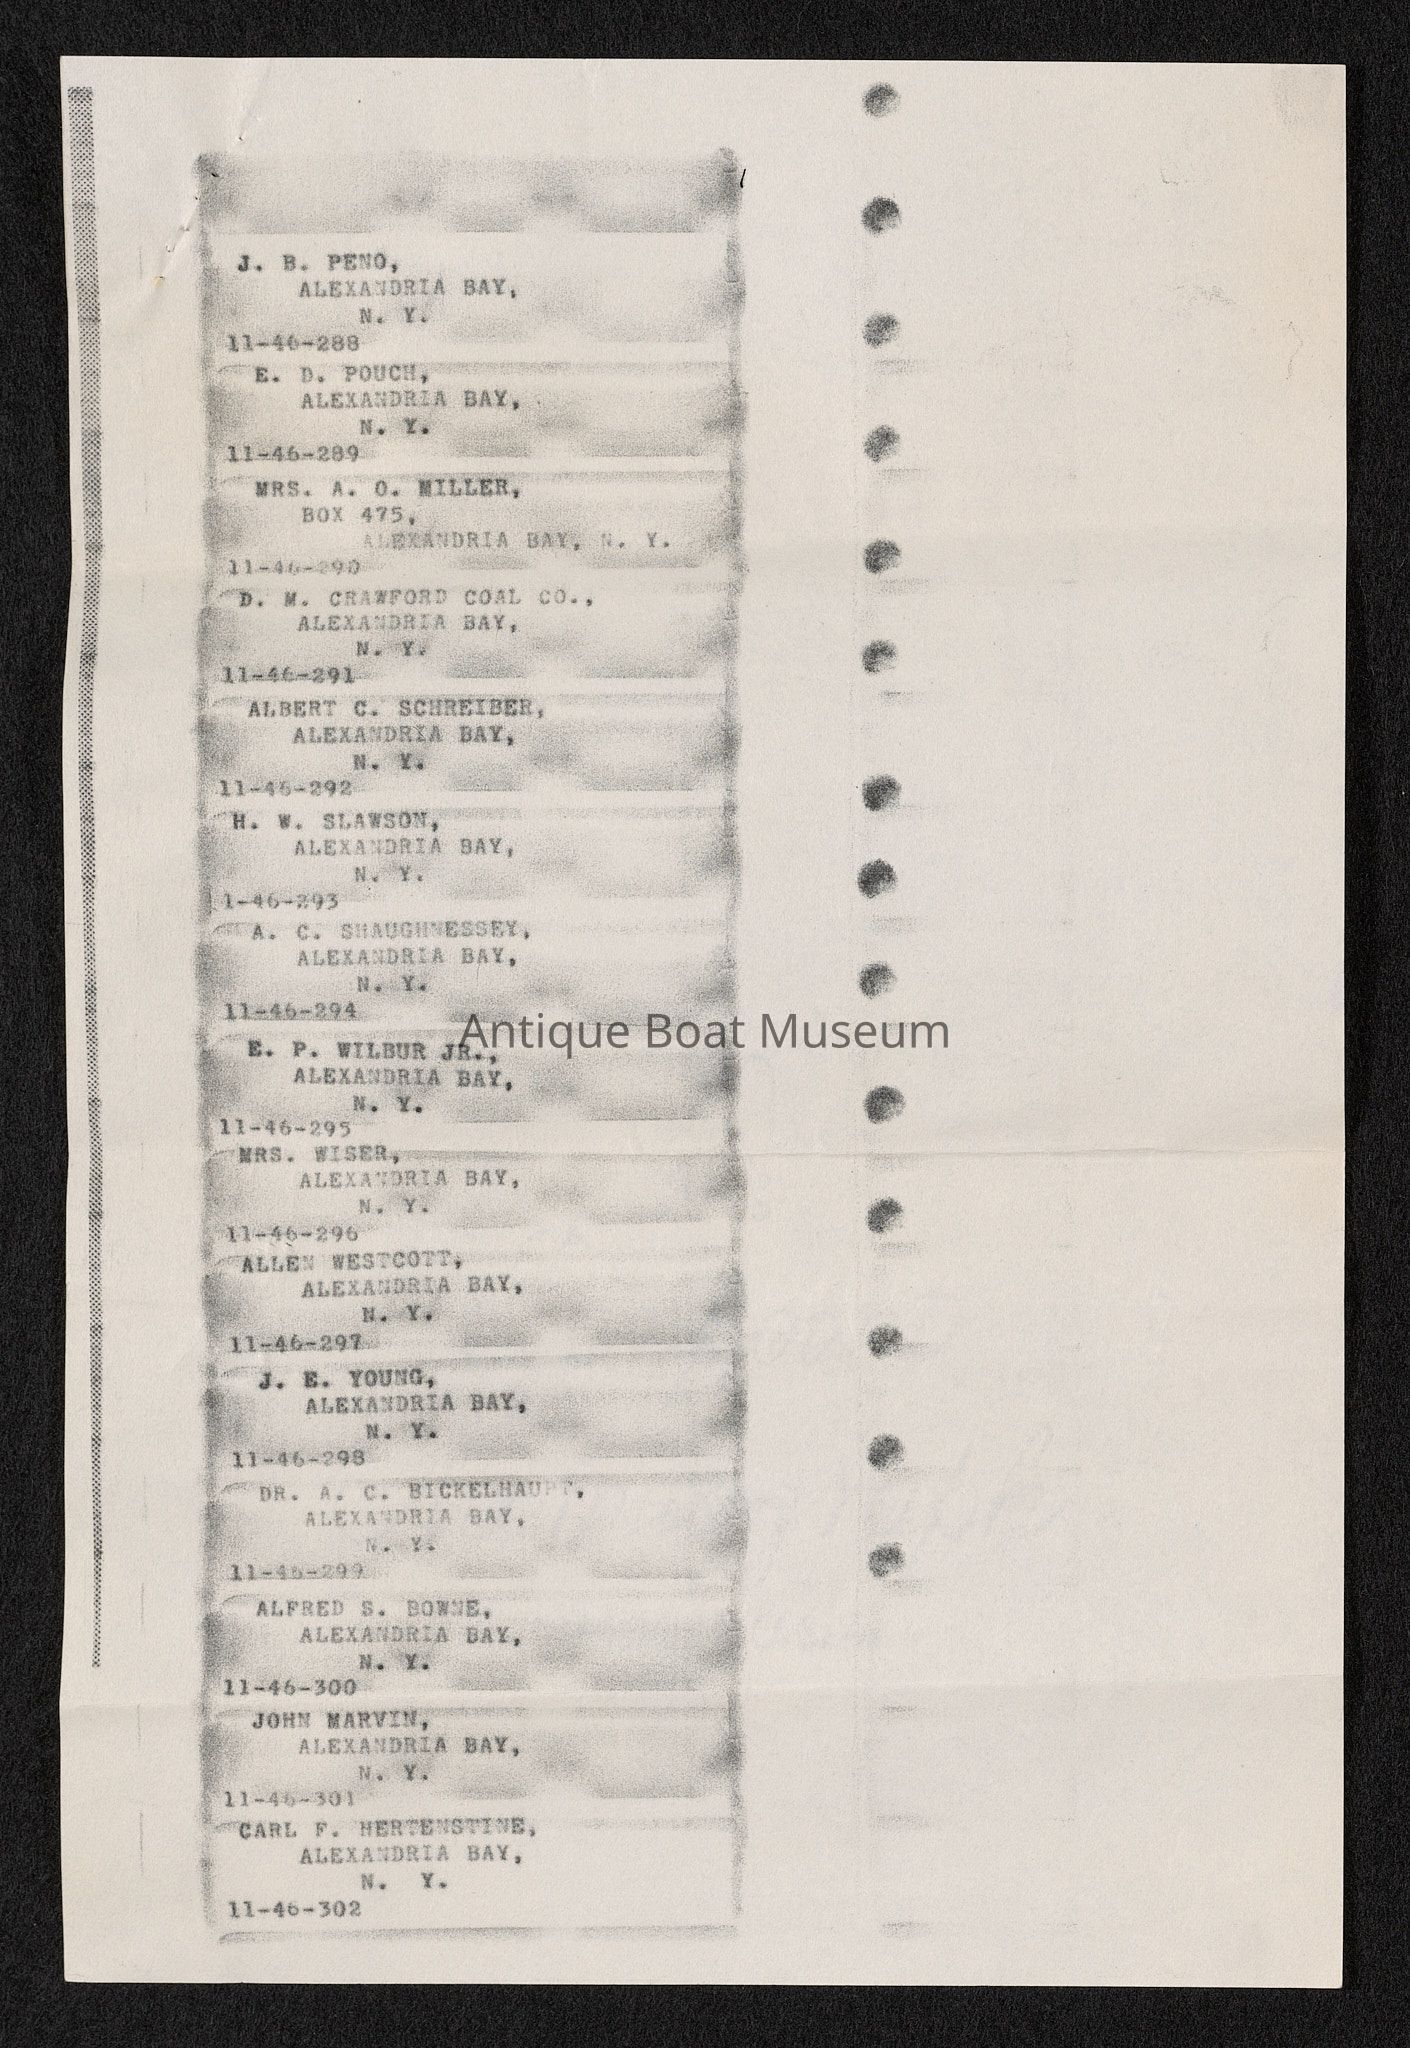 J. B. PENO,
ALEXANDRIA BAY,
N. Y.
11-46-288
E. D. POUCH,
ALEXANDRIA BAY,
N. Y.
11-46-289
MRS. A. O. MILLER,
BOX 475,
ALEXANDRIA BAY, N. Y.
11-46-290
D. M. CRAWFORD COAL CO.,
ALEXANDRIA BAY,
N. Y.
11-46-291
ALBERT C. SCHREIBER,
ALEXANDRIA BAY,
N. Y.
11-46-292
H. W. SLAWSON,
ALEXANDRIA BAY,
N. Y.
1-46-293
A. C. SHAUGHNESSEY,
ALEXANDRIA BAY,
N. Y.
11-46-294
Antique Boat Museum
E. P. WILBUR JR.,
ALEXANDRIA BAY,
N. Y.
11-46-295
MRS. WISER,
ALEXANDRIA BAY,
N. Y.
11-46-296
ALLEN WESTCOTT,
ALEXANDRIA BAY,
N. Y.
11-46-297
J. E. YOUNG,
ALEXANDRIA BAY,
N. Y.
11-46-298
DR. A. C. BICKELHAUPT,
ALEXANDRIA BAY,
N. Y.
11-46-299
ALFRED S. BOWNE,
ALEXANDRIA BAY,
N. Y.
11-46-300
JOHN MARVIN,
ALEXANDRIA BAY,
N. Y.
11-46-301
CARL F. HERTENSTINE,
ALEXANDRIA BAY,
N. Y.
11-46-302